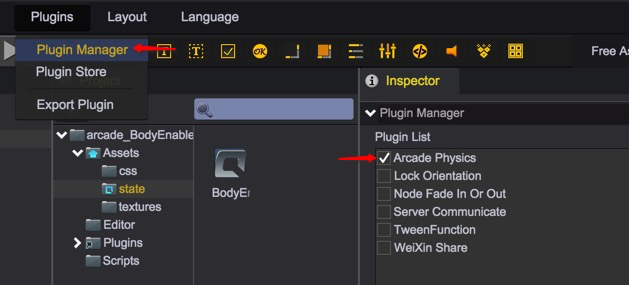 Plugins Layout Language
Plugin Manager
Plugin Store
Export Plugin
OK
T
Free As
Project
Inspector
Plugin Manager
Plugin List
Arcade Physics
Lock Orientation
Node Fade In Or Out
Server Communicate
TweenFunction
WeiXin Share
arcade_BodyEnable
Assets
css
state
textures
Editor
Plugins
Scripts
BodyEr